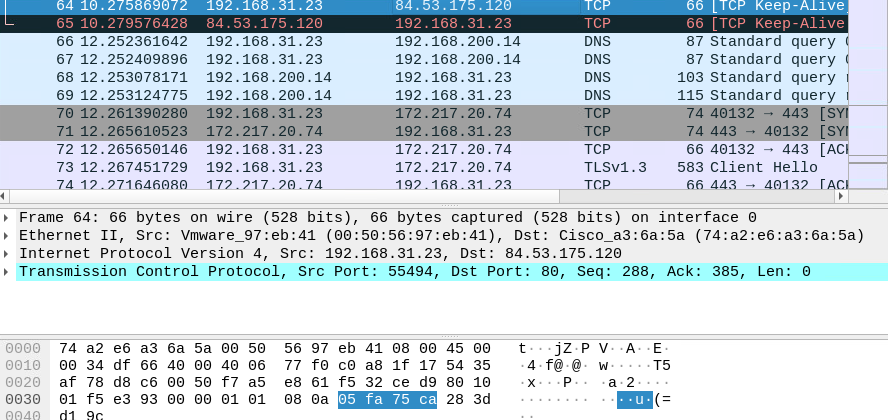 64 10.275869072 192.168.31.23 84.53.175.120 TCP 66 [TCP Keep-Alive
65 10.279576428 84.53.175.120 192.168.31.23 TCP 66 [TCP Keep-Alive
66 12.252361642 192.168.31.23 192.168.200.14 DNS 87 Standard query
67 12.252409896 192.168.31.23 192.168.200.14 DNS 87 Standard query
68 12.253078171 192.168.200.14 192.168.31.23 DNS 103 Standard query
69 12.253124775 192.168.200.14 192.168.31.23 DNS 115 Standard query
70 12.261390280 192.168.31.23 172.217.20.74 TCP 74 40132 → 443 [SYN
71 12.265610523 172.217.20.74 192.168.31.23 TCP 74 443 → 40132 [SYN
72 12.265650146 192.168.31.23 172.217.20.74 TCP 66 40132 → 443 [ACK
73 12.267451729 192.168.31.23 172.217.20.74 TLSv1.3 583 Client Hello
74 12.271646080 172.217.20.74 192.168.31.23 TCP 66 443 → 40132 [ACK
Frame 64: 66 bytes on wire (528 bits), 66 bytes captured (528 bits) on interface 0
Ethernet II, Src: Vmware_97:eb:41 (00:50:56:97:eb:41), Dst: Cisco_a3:6a:5a (74:a2:e6:a3:6a:5a)
Internet Protocol Version 4, Src: 192.168.31.23, Dst: 84.53.175.120
Transmission Control Protocol, Src Port: 55494, Dst Port: 80, Seq: 288, Ack: 385, Len: 0
0000 74 a2 e6 a3 6a 5a 00 50 56 97 eb 41 08 00 45 00 t···jZ·P V··A··E·
0010 00 34 df 66 40 00 40 06 77 f0 c0 a8 1f 17 54 35 ·4·f@·@· w·····T5
0020 af 78 d8 c6 00 50 f7 a5 e8 61 f5 32 ce d9 80 10 ·x···P·· ·a·2····
0030 01 f5 e3 93 00 00 01 01 08 0a 05 fa 75 ca 28 3d ········ ····u·(=
0040 d1 9c ··